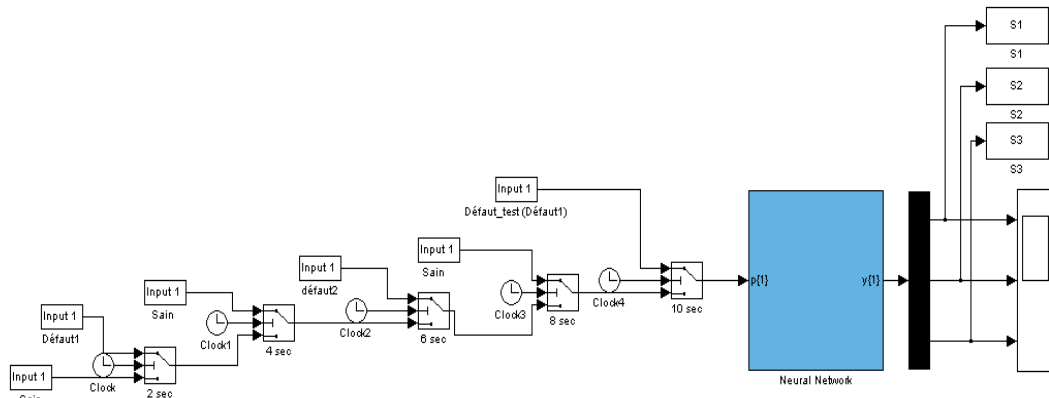 S1
S1
S2
S2
S3
S3
Input 1
Défaut_test (Défaut1)
Input 1
Sain
Input 1
défaut2
Input 1
Sain
Input 1
Défaut1
Input 1
Clock
2 sec
Clock1
4 sec
Clock2
6 sec
Clock3
8 sec
Clock4
10 sec
p{1}
y{1}
Neural Network